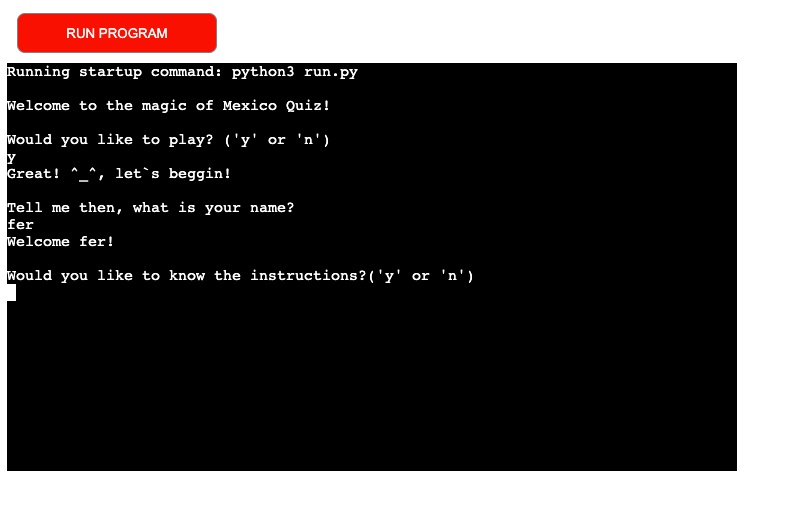 RUN PROGRAM
Running startup command: python3 run.py
Welcome to the magic of Mexico Quiz!
Would you like to play? ('y' or 'n')
y
Great! ^_^, let`s beggin!
Tell me then, what is your name?
fer
Welcome fer!
Would you like to know the instructions?('y' or 'n')